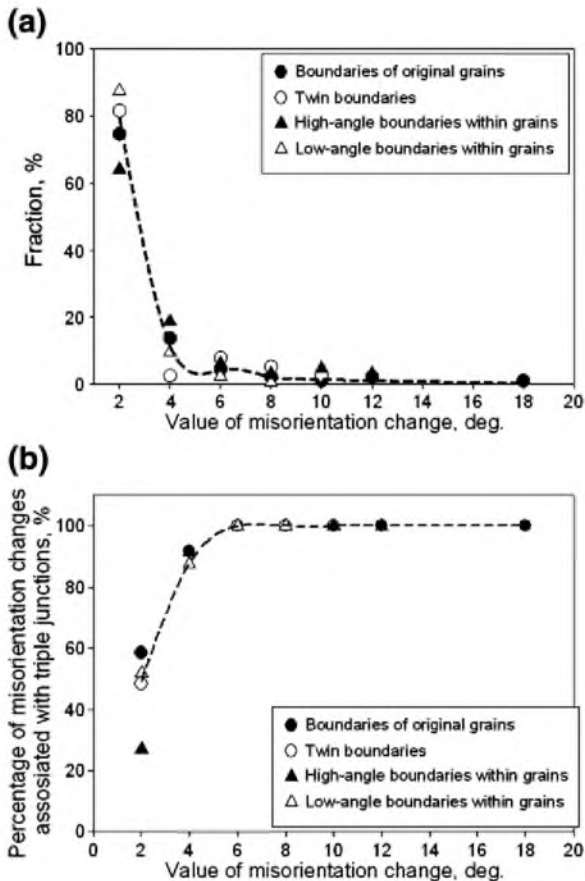 (a)
100
80
60
40
20
0
Fraction, %
Boundaries of original grains
Twin boundaries
High-angle boundaries within grains
Low-angle boundaries within grains
2 4 6 8 10 12 14 16 18 20
Value of misorientation change, deg.
(b)
100
80
60
40
20
0
Percentage of misorientation changes
assosiated with triple junctions, %
Boundaries of original grains
Twin boundaries
High-angle boundaries within grains
Low-angle boundaries within grains
0 2 4 6 8 10 12 14 16 18 20
Value of misorientation change, deg.